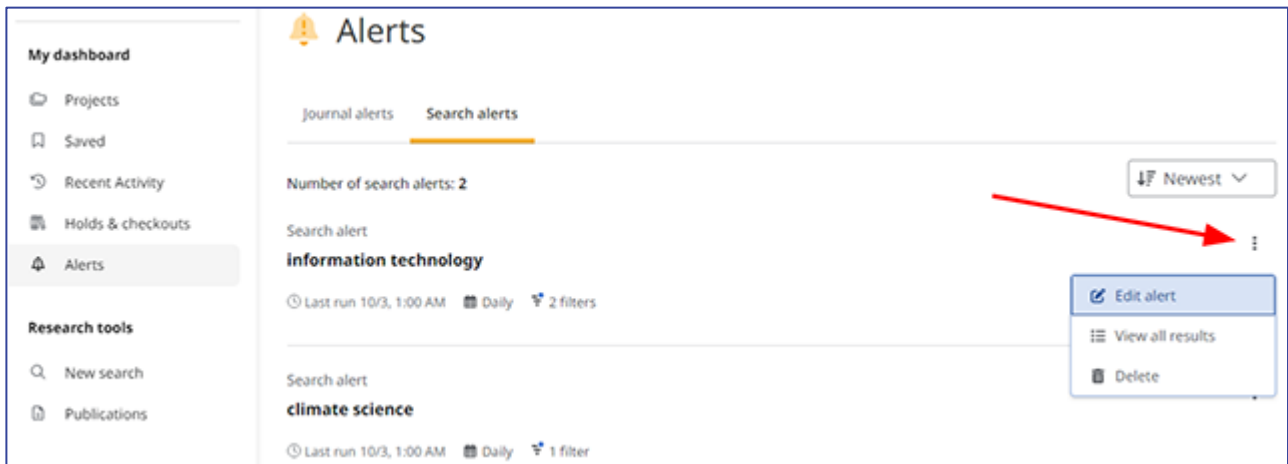 Alerts
My dashboard
Projects
Saved
Recent Activity
Holds & checkouts
Alerts
Research tools
New search
Publications
Journal alerts Search alerts
Number of search alerts: 2
Newest
Search alert
information technology
Last run 10/3, 1:00 AM Daily 2 filters
Edit alert
View all results
Delete
Search alert
climate science
Last run 10/3, 1:00 AM Daily 1 filter